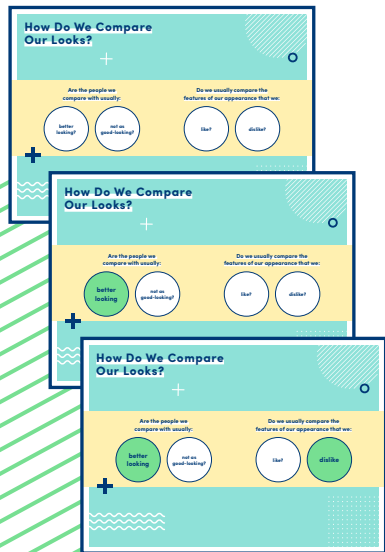 How Do We Compare
Our Looks?
Are the people we
compare with usually:
Do we usually compare the
features of our appearance that we:
better
looking?
not as
good-looking?
like?
dislike?
How Do We Compare
Our Looks?
Are the people we
compare with usually:
Do we usually compare the
features of our appearance that we:
better
looking
not as
good-looking?
like?
dislike?
How Do We Compare
Our Looks?
Are the people we
compare with usually:
Do we usually compare the
features of our appearance that we:
better
looking
not as
good-looking?
like?
dislike